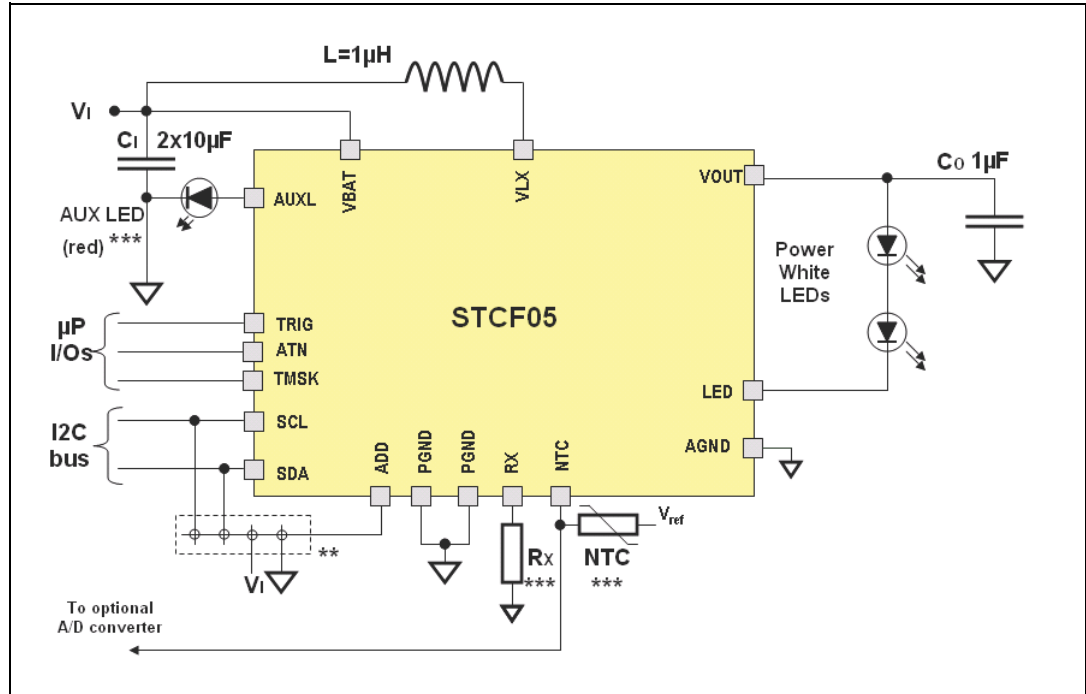 L=1µH
VI
CI 2x10µF
VBAT
VLX
VOUT
CO 1µF
AUXL
AUX LED
(red) ***
Power
White
LEDs
STCF05
µP
I/Os
TRIG
ATN
TMSK
LED
I2C
bus
SCL
SDA
AGND
ADD
PGND
PGND
RX
NTC
Vref
**
VI
RX
***
NTC
***
To optional
A/D converter